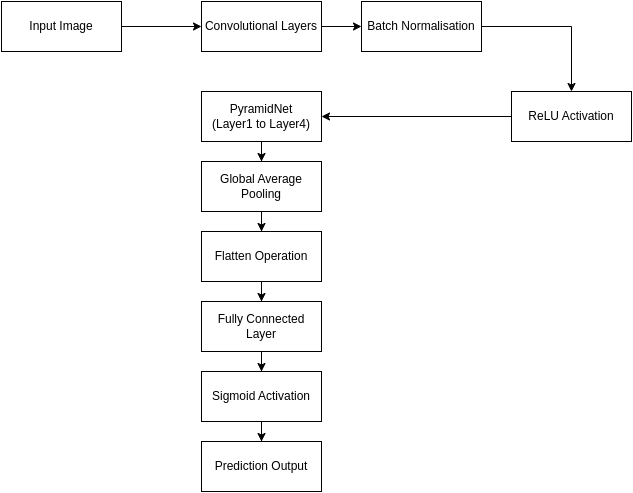 Input Image
Convolutional Layers
Batch Normalisation
ReLU Activation
PyramidNet
(Layer1 to Layer4)
Global Average
Pooling
Flatten Operation
Fully Connected
Layer
Sigmoid Activation
Prediction Output